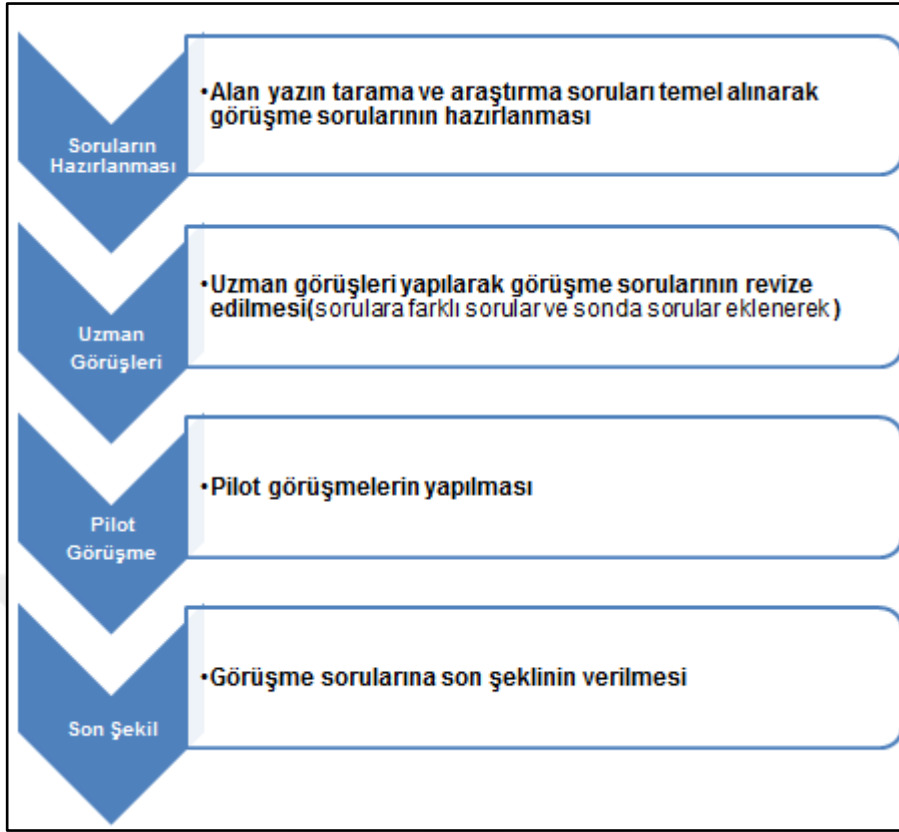 Soruların
Hazırlanması
•Alan yazın tarama ve araştırma soruları temel alınarak
görüşme sorularının hazırlanması
Uzman
Görüşleri
•Uzman görüşleri yapılarak görüşme sorularının revize
edilmesi(sorulara farklı sorular ve sonda sorular eklenerek)
Pilot
Görüşme
•Pilot görüşmelerin yapılması
Son Şekil
•Görüşme sorularına son şeklinin verilmesi